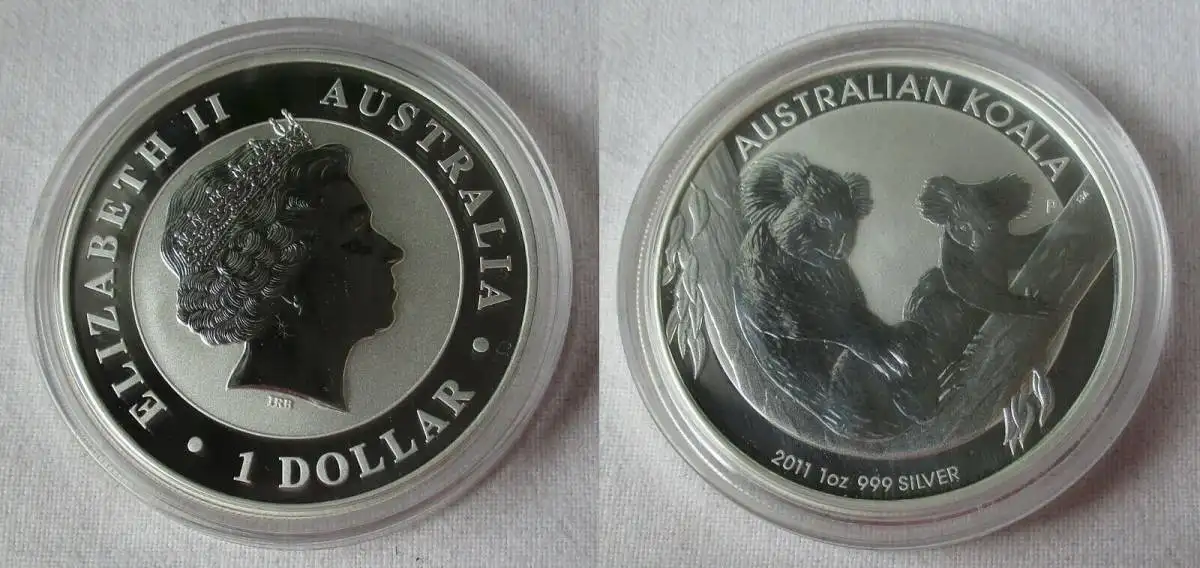 ELIZABETH II
AUSTRALIA
• 1 DOLLAR •
IRB
AUSTRALIAN KOALA
P
2011 1oz 999 SILVER